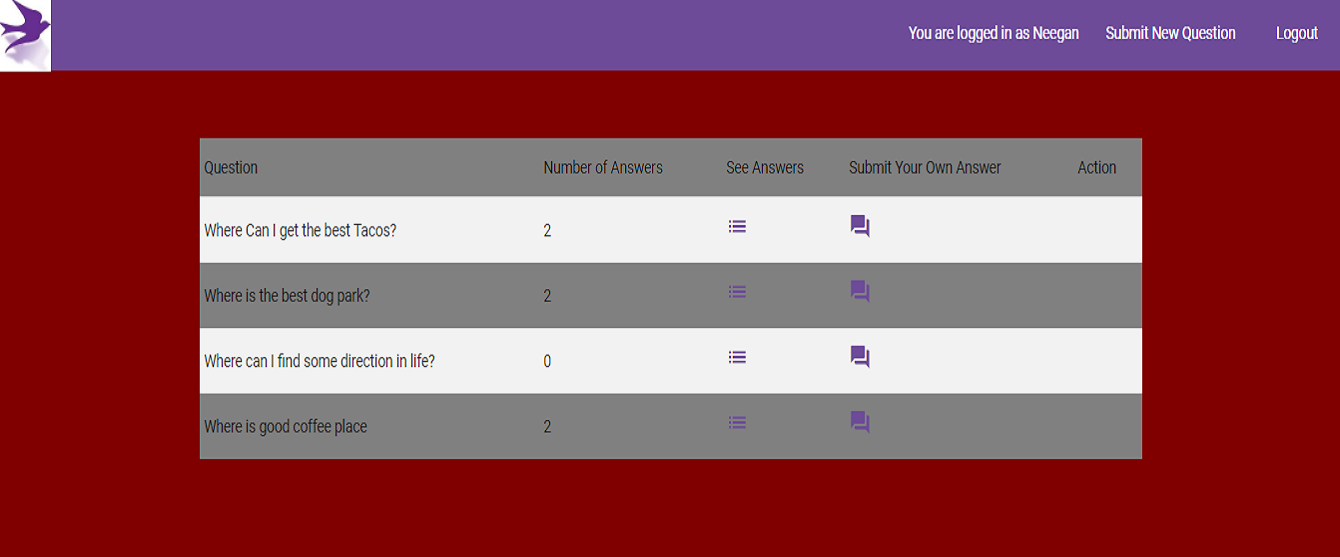 You are logged in as Neegan Submit New Question Logout
Question Number of Answers See Answers Submit Your Own Answer Action
Where Can I get the best Tacos? 2
Where is the best dog park? 2
Where can I find some direction in life? 0
Where is good coffee place 2